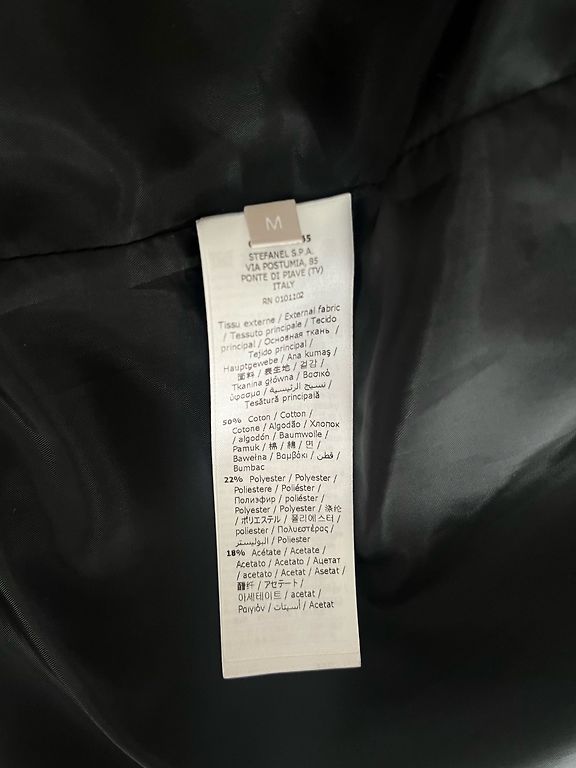 M
STEFANEL S.P.A.
VIA POSTUMIA, 85
PONTE DI PIAVE (TV)
ITALY
RN 0101102
Tissu externe / External fabric
/ Tessuto principale / Tecido
principal / Основная ткань /
Tejido principal /
Hauptgewebe / Ana kumaş /
面料 / 表生地 / 겉감 /
Tkanina główna / Βασικό
ύφασμα / نسيج الرئيسية /
Țesătură principală
50% Coton / Cotton /
Cotone / Algodão / Хлопок
/ algodón / Baumwolle /
Pamuk / 棉 / 綿 / 면 /
Bawełna / Βαμβάκι / قطن /
Bumbac
22% Polyester / Polyester /
Poliestere / Poliéster /
Полиэфир / poliéster /
Polyester / Polyester / 涤纶
/ ポリエステル / 폴리에스터 /
poliester / Πολυεστέρας /
البوليستر / Poliester
18% Acétate / Acetate /
Acetato / Acetato / Ацетат
/ acetato / Acetat / Asetat /
醋纤 / アセテート /
아세테이트 / acetat /
Ραιγιόν / أسيتات / Acetat